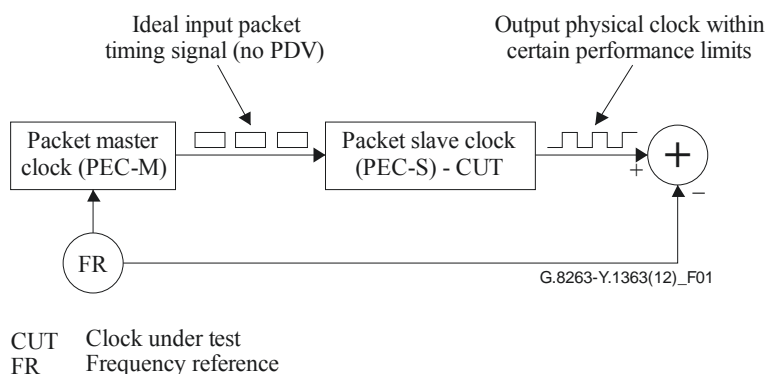 Ideal input packet
timing signal (no PDV)
Output physical clock within
certain performance limits
Packet master
clock (PEC-M)
Packet slave clock
(PEC-S) - CUT
+
+
−
FR
G.8263-Y.1363(12)_F01
CUT Clock under test
FR Frequency reference